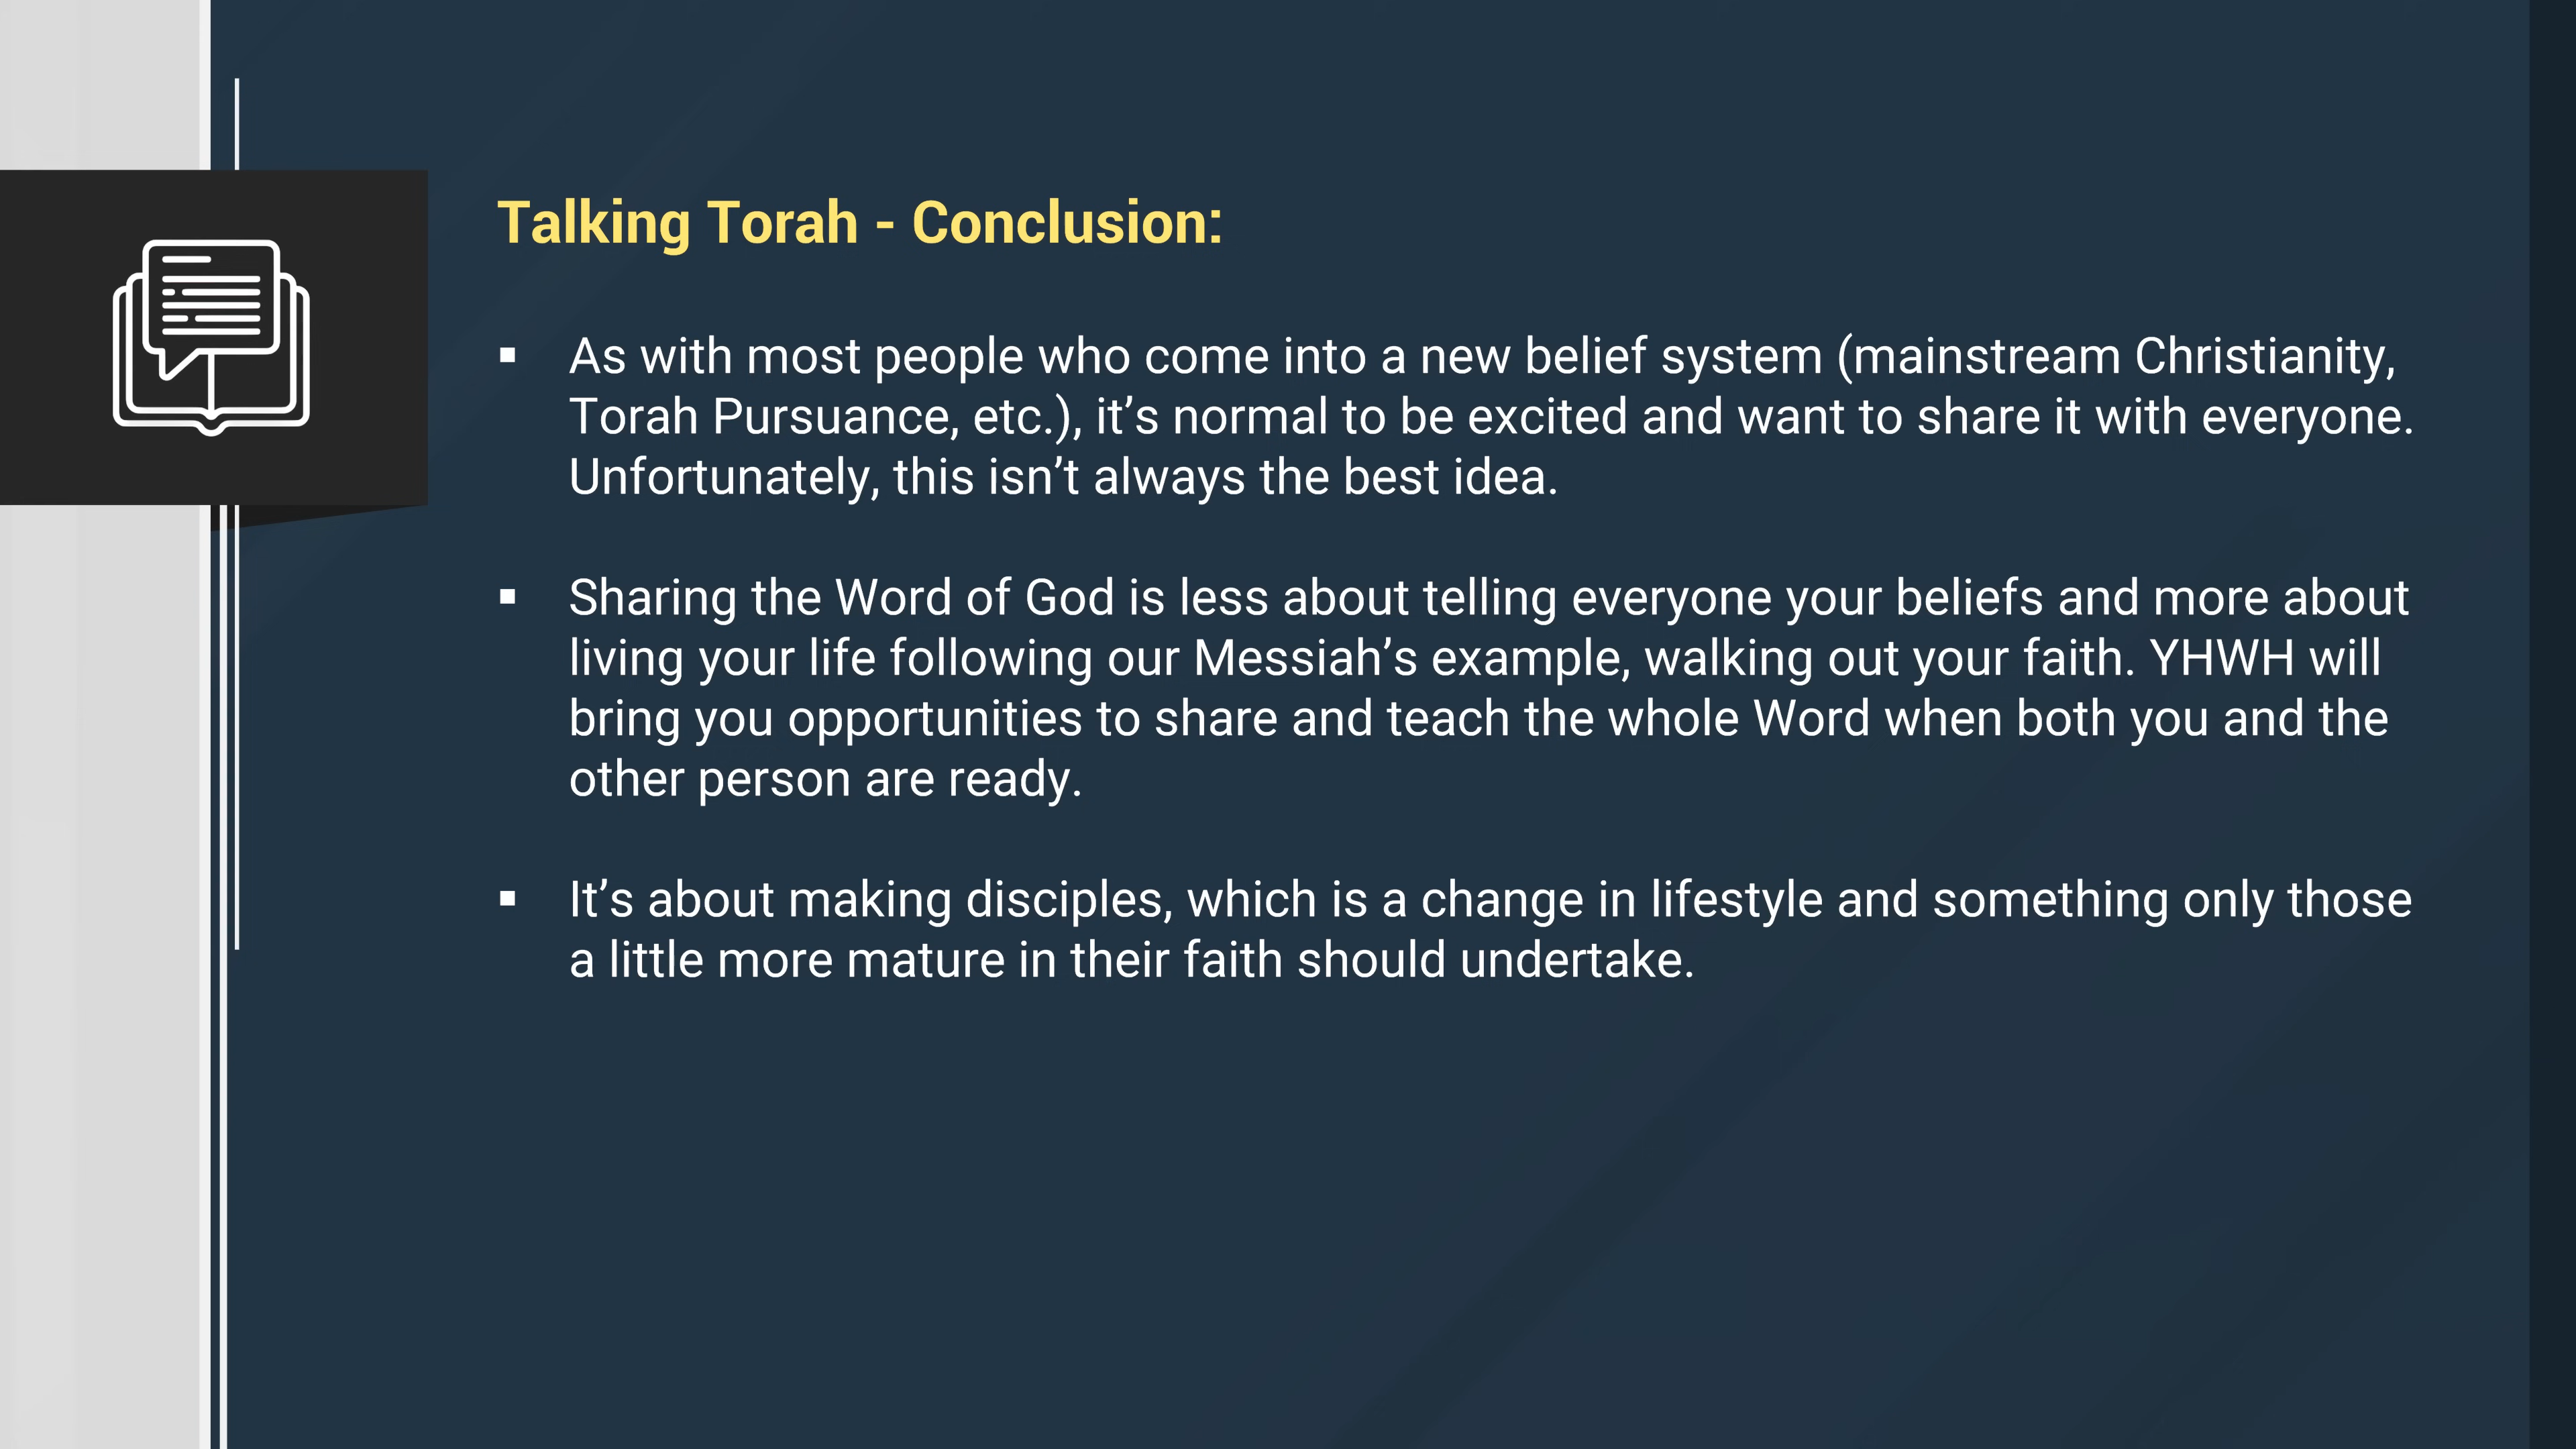 Talking Torah - Conclusion:
▪ As with most people who come into a new belief system (mainstream Christianity,
Torah Pursuance, etc.), it’s normal to be excited and want to share it with everyone.
Unfortunately, this isn’t always the best idea.
▪ Sharing the Word of God is less about telling everyone your beliefs and more about
living your life following our Messiah’s example, walking out your faith. YHWH will
bring you opportunities to share and teach the whole Word when both you and the
other person are ready.
▪ It’s about making disciples, which is a change in lifestyle and something only those
a little more mature in their faith should undertake.